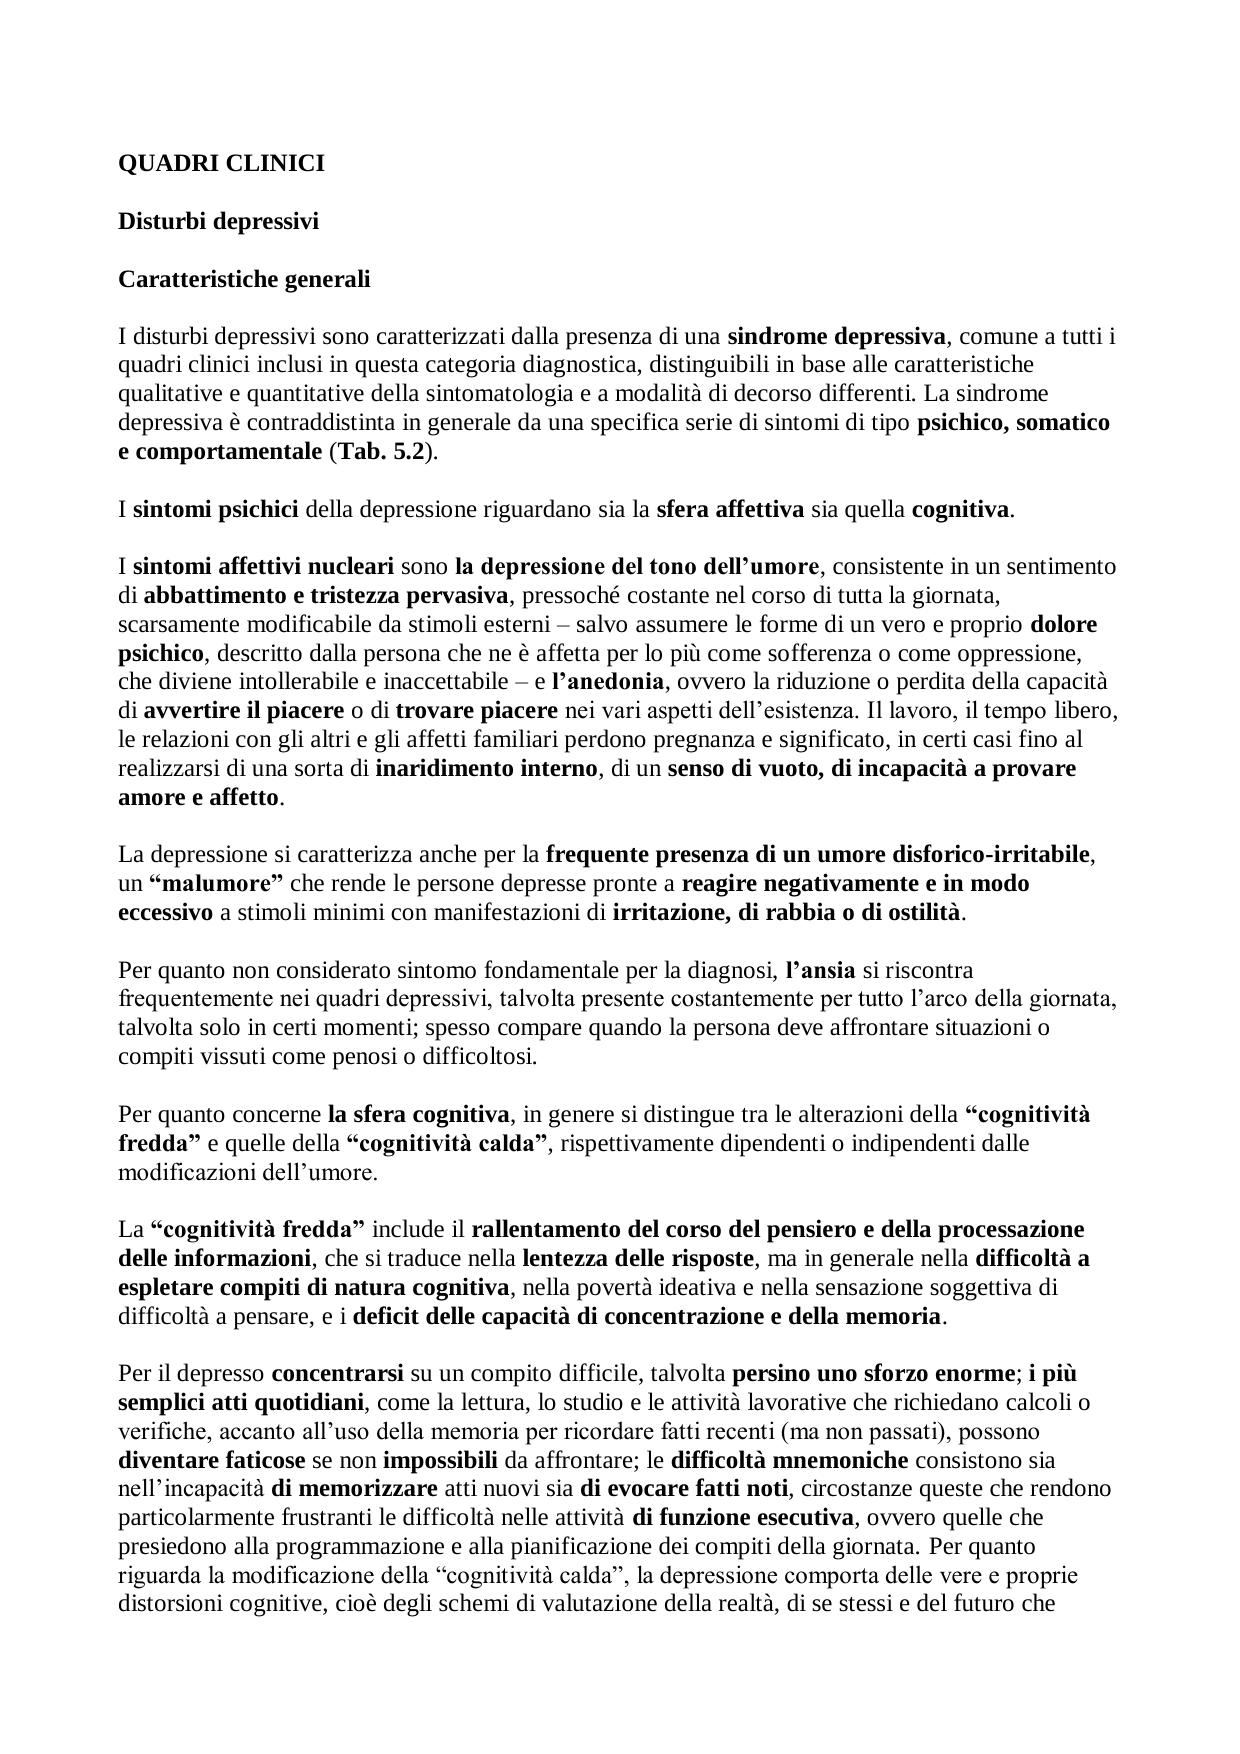 QUADRI CLINICI
Disturbi depressivi
Caratteristiche generali
I disturbi depressivi sono caratterizzati dalla presenza di una sindrome depressiva, comune a tutti i
quadri clinici inclusi in questa categoria diagnostica, distinguibili in base alle caratteristiche
qualitative e quantitative della sintomatologia e a modalità di decorso differenti. La sindrome
depressiva è contraddistinta in generale da una specifica serie di sintomi di tipo psichico, somatico
e comportamentale (Tab. 5.2).
I sintomi psichici della depressione riguardano sia la sfera affettiva sia quella cognitiva.
I sintomi affettivi nucleari sono la depressione del tono dell’umore, consistente in un sentimento
di abbattimento e tristezza pervasiva, pressoché costante nel corso di tutta la giornata,
scarsamente modificabile da stimoli esterni – salvo assumere le forme di un vero e proprio dolore
psichico, descritto dalla persona che ne è affetta per lo più come sofferenza o come oppressione,
che diviene intollerabile e inaccettabile – e l’anedonia, ovvero la riduzione o perdita della capacità
di avvertire il piacere o di trovare piacere nei vari aspetti dell’esistenza. Il lavoro, il tempo libero,
le relazioni con gli altri e gli affetti familiari perdono pregnanza e significato, in certi casi fino al
realizzarsi di una sorta di inaridimento interno, di un senso di vuoto, di incapacità a provare
amore e affetto.
La depressione si caratterizza anche per la frequente presenza di un umore disforico-irritabile,
un “malumore” che rende le persone depresse pronte a reagire negativamente e in modo
eccessivo a stimoli minimi con manifestazioni di irritazione, di rabbia o di ostilità.
Per quanto non considerato sintomo fondamentale per la diagnosi, l’ansia si riscontra
frequentemente nei quadri depressivi, talvolta presente costantemente per tutto l’arco della giornata,
talvolta solo in certi momenti; spesso compare quando la persona deve affrontare situazioni o
compiti vissuti come penosi o difficoltosi.
Per quanto concerne la sfera cognitiva, in genere si distingue tra le alterazioni della “cognitività
fredda” e quelle della “cognitività calda”, rispettivamente dipendenti o indipendenti dalle
modificazioni dell’umore.
La “cognitività fredda” include il rallentamento del corso del pensiero e della processazione
delle informazioni, che si traduce nella lentezza delle risposte, ma in generale nella difficoltà a
espletare compiti di natura cognitiva, nella povertà ideativa e nella sensazione soggettiva di
difficoltà a pensare, e i deficit delle capacità di concentrazione e della memoria.
Per il depresso concentrarsi su un compito difficile, talvolta persino uno sforzo enorme; i più
semplici atti quotidiani, come la lettura, lo studio e le attività lavorative che richiedano calcoli o
verifiche, accanto all’uso della memoria per ricordare fatti recenti (ma non passati), possono
diventare faticose se non impossibili da affrontare; le difficoltà mnemoniche consistono sia
nell’incapacità di memorizzare atti nuovi sia di evocare fatti noti, circostanze queste che rendono
particolarmente frustranti le difficoltà nelle attività di funzione esecutiva, ovvero quelle che
presiedono alla programmazione e alla pianificazione dei compiti della giornata. Per quanto
riguarda la modificazione della “cognitività calda”, la depressione comporta delle vere e proprie
distorsioni cognitive, cioè degli schemi di valutazione della realtà, di se stessi e del futuro che